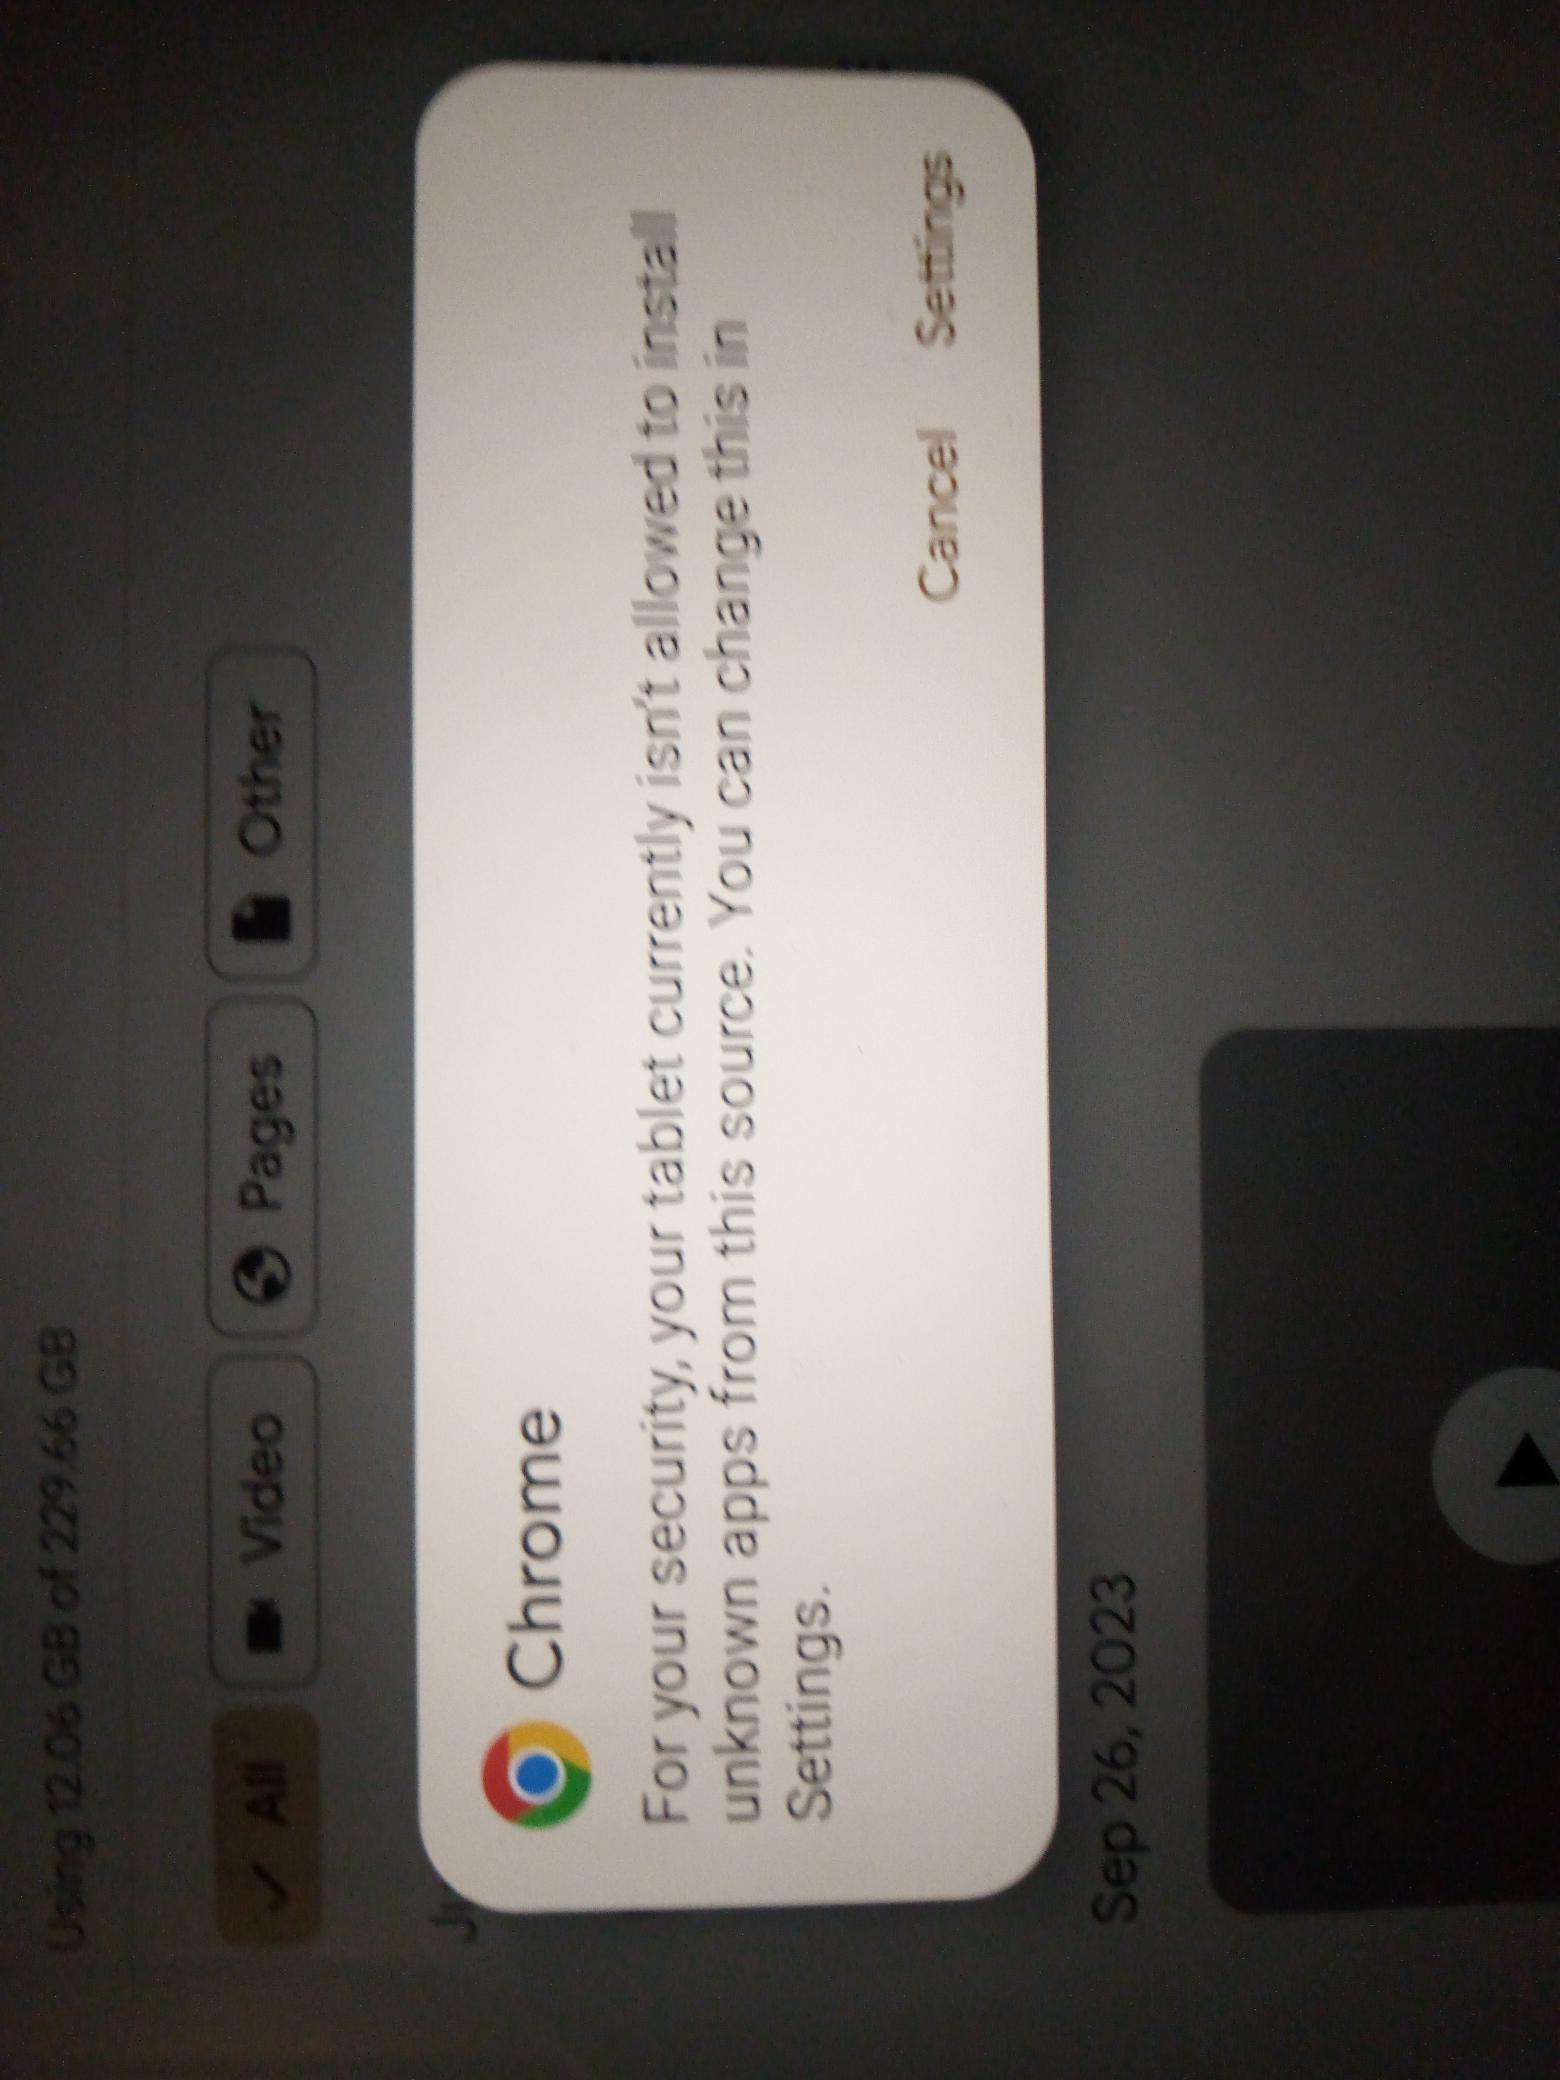 Using 12.06 GB of 229.66 GB
All Video Pages Other
Chrome
For your security, your tablet currently isn't allowed to install
unknown apps from this source. You can change this in
Settings.
Cancel Settings
Sep 26, 2023